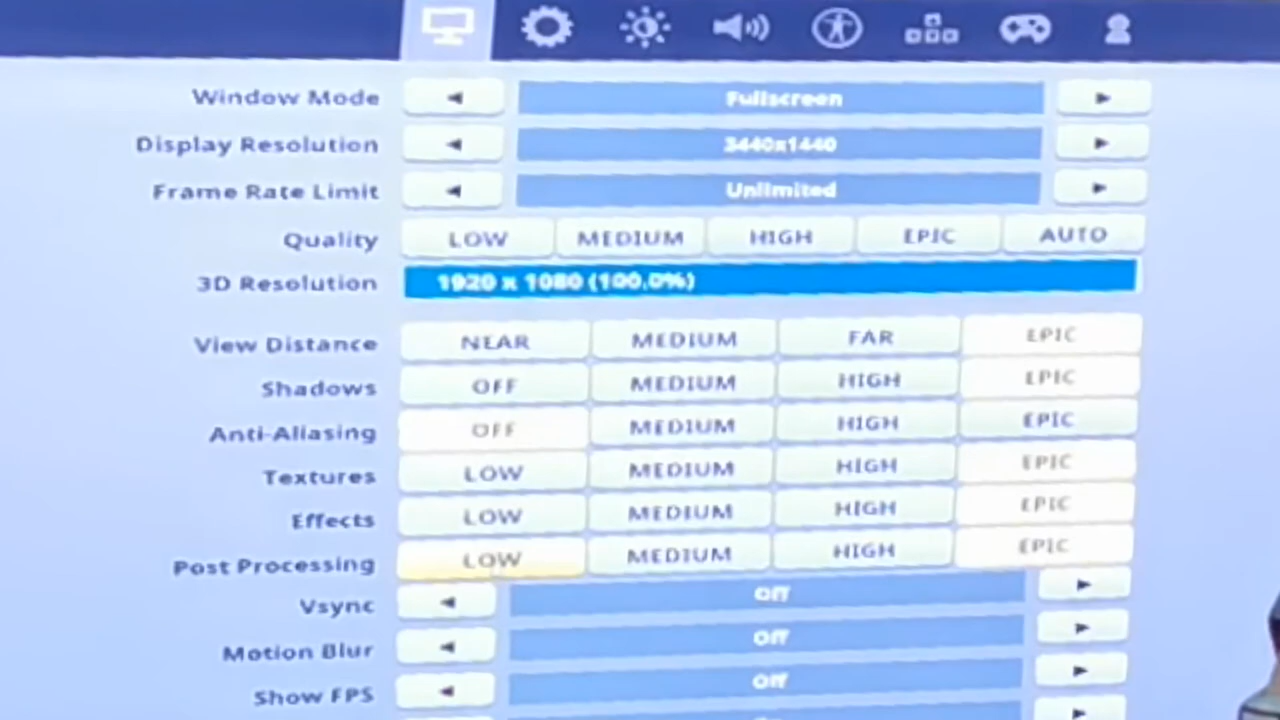 Window Mode Fullscreen
Display Resolution 3440x1440
Frame Rate Limit Unlimited
Quality LOW MEDIUM HIGH EPIC AUTO
3D Resolution 1920 x 1080 (100.0%)
View Distance NEAR MEDIUM FAR EPIC
Shadows OFF MEDIUM HIGH EPIC
Anti-Aliasing OFF MEDIUM HIGH EPIC
Textures LOW MEDIUM HIGH EPIC
Effects LOW MEDIUM HIGH EPIC
Post Processing LOW MEDIUM HIGH EPIC
Vsync Off
Motion Blur Off
Show FPS Off